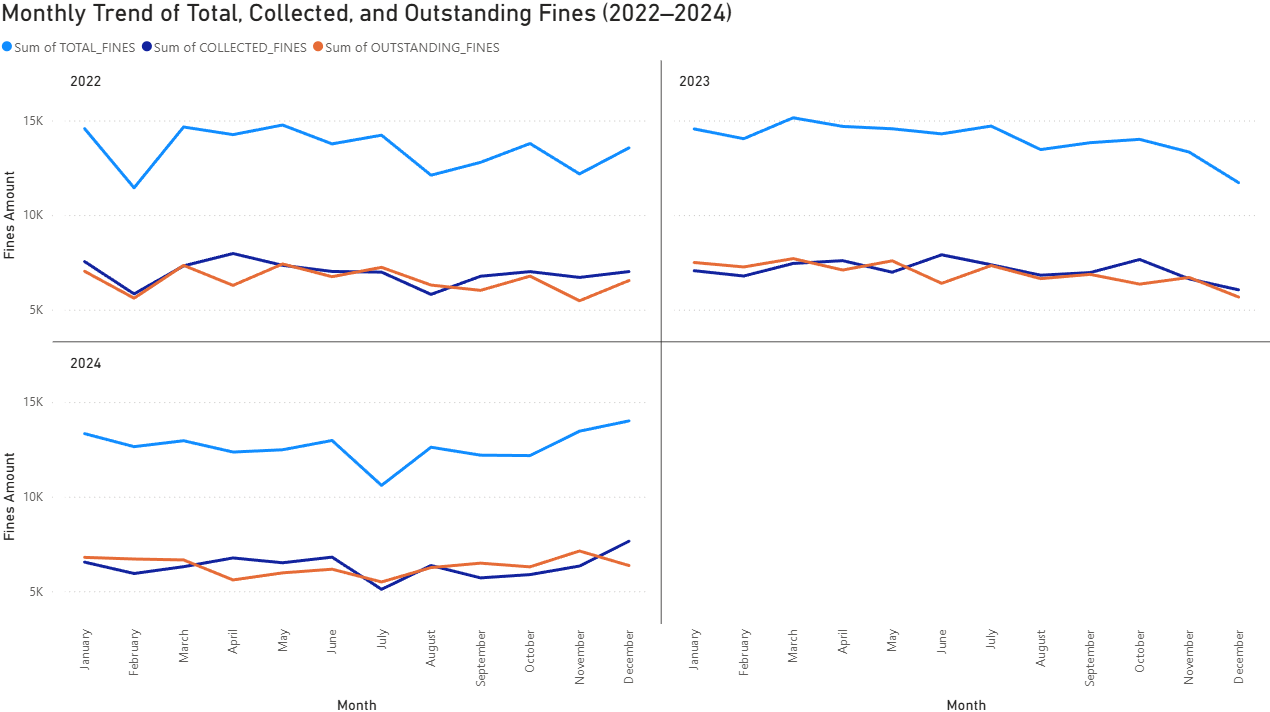 Monthly Trend of Total, Collected, and Outstanding Fines (2022–2024)
Sum of TOTAL_FINES Sum of COLLECTED_FINES Sum of OUTSTANDING_FINES
2022
2023
15K
10K
5K
Fines Amount
2024
15K
10K
5K
Fines Amount
January
February
March
April
May
June
July
August
September
October
November
December
January
February
March
April
May
June
July
August
September
October
November
December
Month
Month